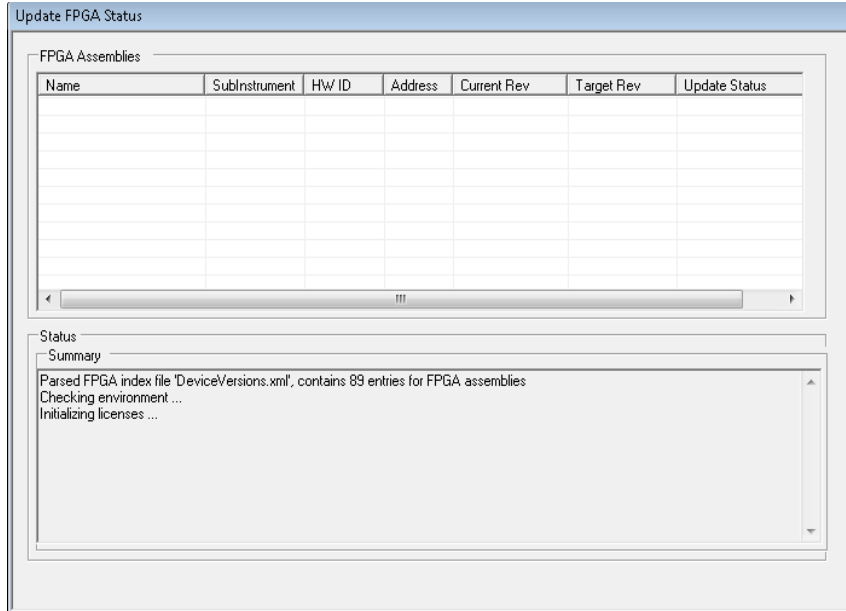 Update FPGA Status
FPGA Assemblies
Name SubInstrument HW ID Address Current Rev Target Rev Update Status
Status
Summary
Parsed FPGA index file 'DeviceVersions.xml', contains 89 entries for FPGA assemblies
Checking environment ...
Initializing licenses ...